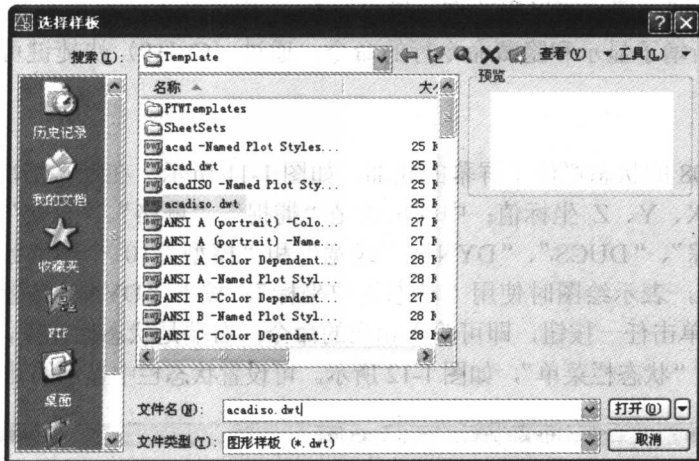 选择样板
搜索(I): Template 查看(V) 工具(L)
名称 大小 预览
PTWTemplates
SheetSets
acad -Named Plot Styles... 25 K
acad.dwt 25 K
acadISO -Named Plot Sty... 25 K
acadiso.dwt 25 K
ANSI A (portrait) -Colo... 27 K
ANSI A (portrait) -Name... 27 K
ANSI A -Color Dependent... 28 K
ANSI A -Named Plot Styl... 28 K
ANSI B -Color Dependent... 27 K
ANSI B -Named Plot Styl... 28 K
ANSI C -Color Dependent... 28 K
历史记录
我的文档
收藏夹
FTP
桌面
文件名(N): acadiso.dwt 打开(O)
文件类型(T): 图形样板 (*.dwt) 取消